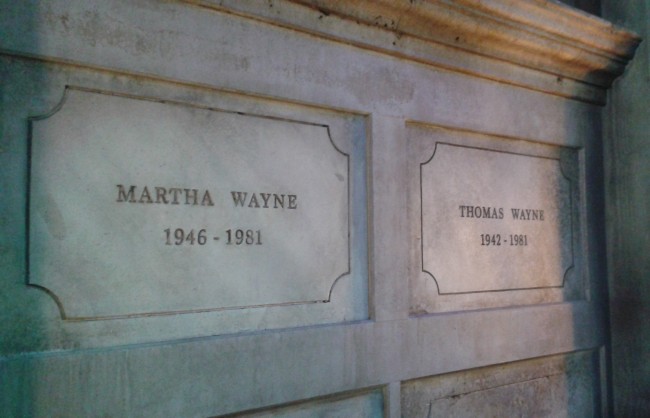 MARTHA WAYNE
1946 - 1981
THOMAS WAYNE
1942 - 1981